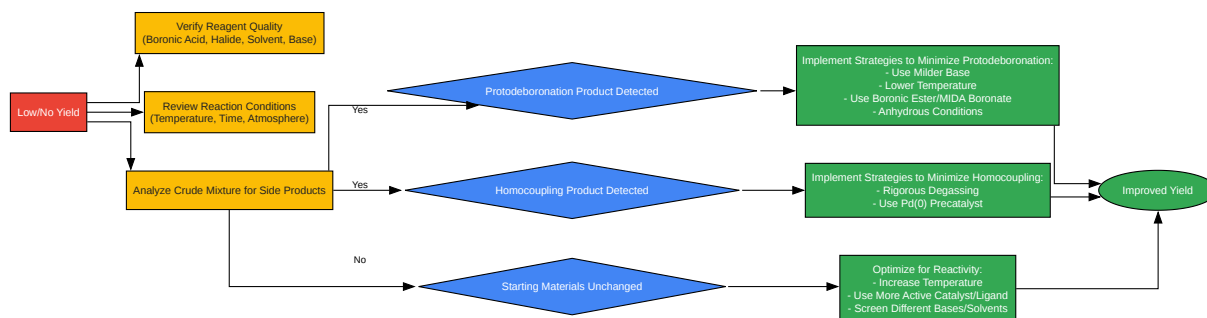 Low/No Yield
Verify Reagent Quality
(Boronic Acid, Halide, Solvent, Base)
Review Reaction Conditions
(Temperature, Time, Atmosphere)
Analyze Crude Mixture for Side Products
Yes
Yes
No
Protodeboronation Product Detected
Homocoupling Product Detected
Starting Materials Unchanged
Implement Strategies to Minimize Protodeboronation:
- Use Milder Base
- Lower Temperature
- Use Boronic Ester/MIDA Boronate
- Anhydrous Conditions
Implement Strategies to Minimize Homocoupling:
- Rigorous Degassing
- Use Pd(0) Precatalyst
Optimize for Reactivity:
- Increase Temperature
- Use More Active Catalyst/Ligand
- Screen Different Bases/Solvents
Improved Yield